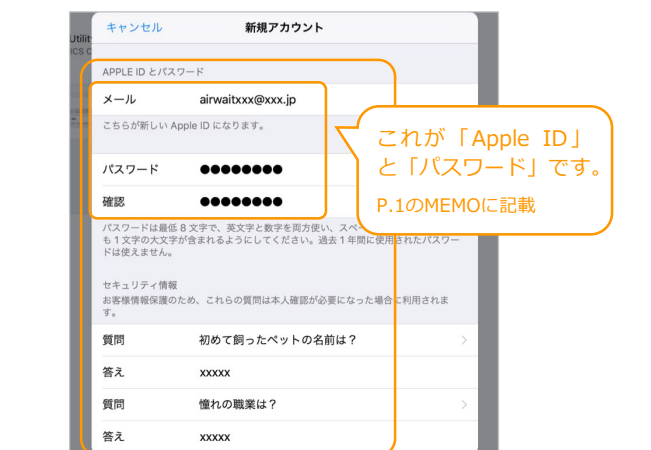 キャンセル 新規アカウント
Utilit
ICS C
APPLE ID とパスワード
メール airwaitxxx@xxx.jp
こちらが新しい Apple ID になります。
これが「Apple ID」
と「パスワード」です。
P.1のMEMOに記載
パスワード ●●●●●●●●
確認 ●●●●●●●●
パスワードは最低 8 文字で、英文字と数字を両方使い、スペー
も 1 文字の大文字が含まれるようにしてください。過去 1 年間に使用されたパスワー
ドは使えません。
セキュリティ情報
お客様情報保護のため、これらの質問は本人確認が必要になった場合に利用されま
す。
質問 初めて飼ったペットの名前は？
答え xxxxx
質問 憧れの職業は？
答え xxxxx